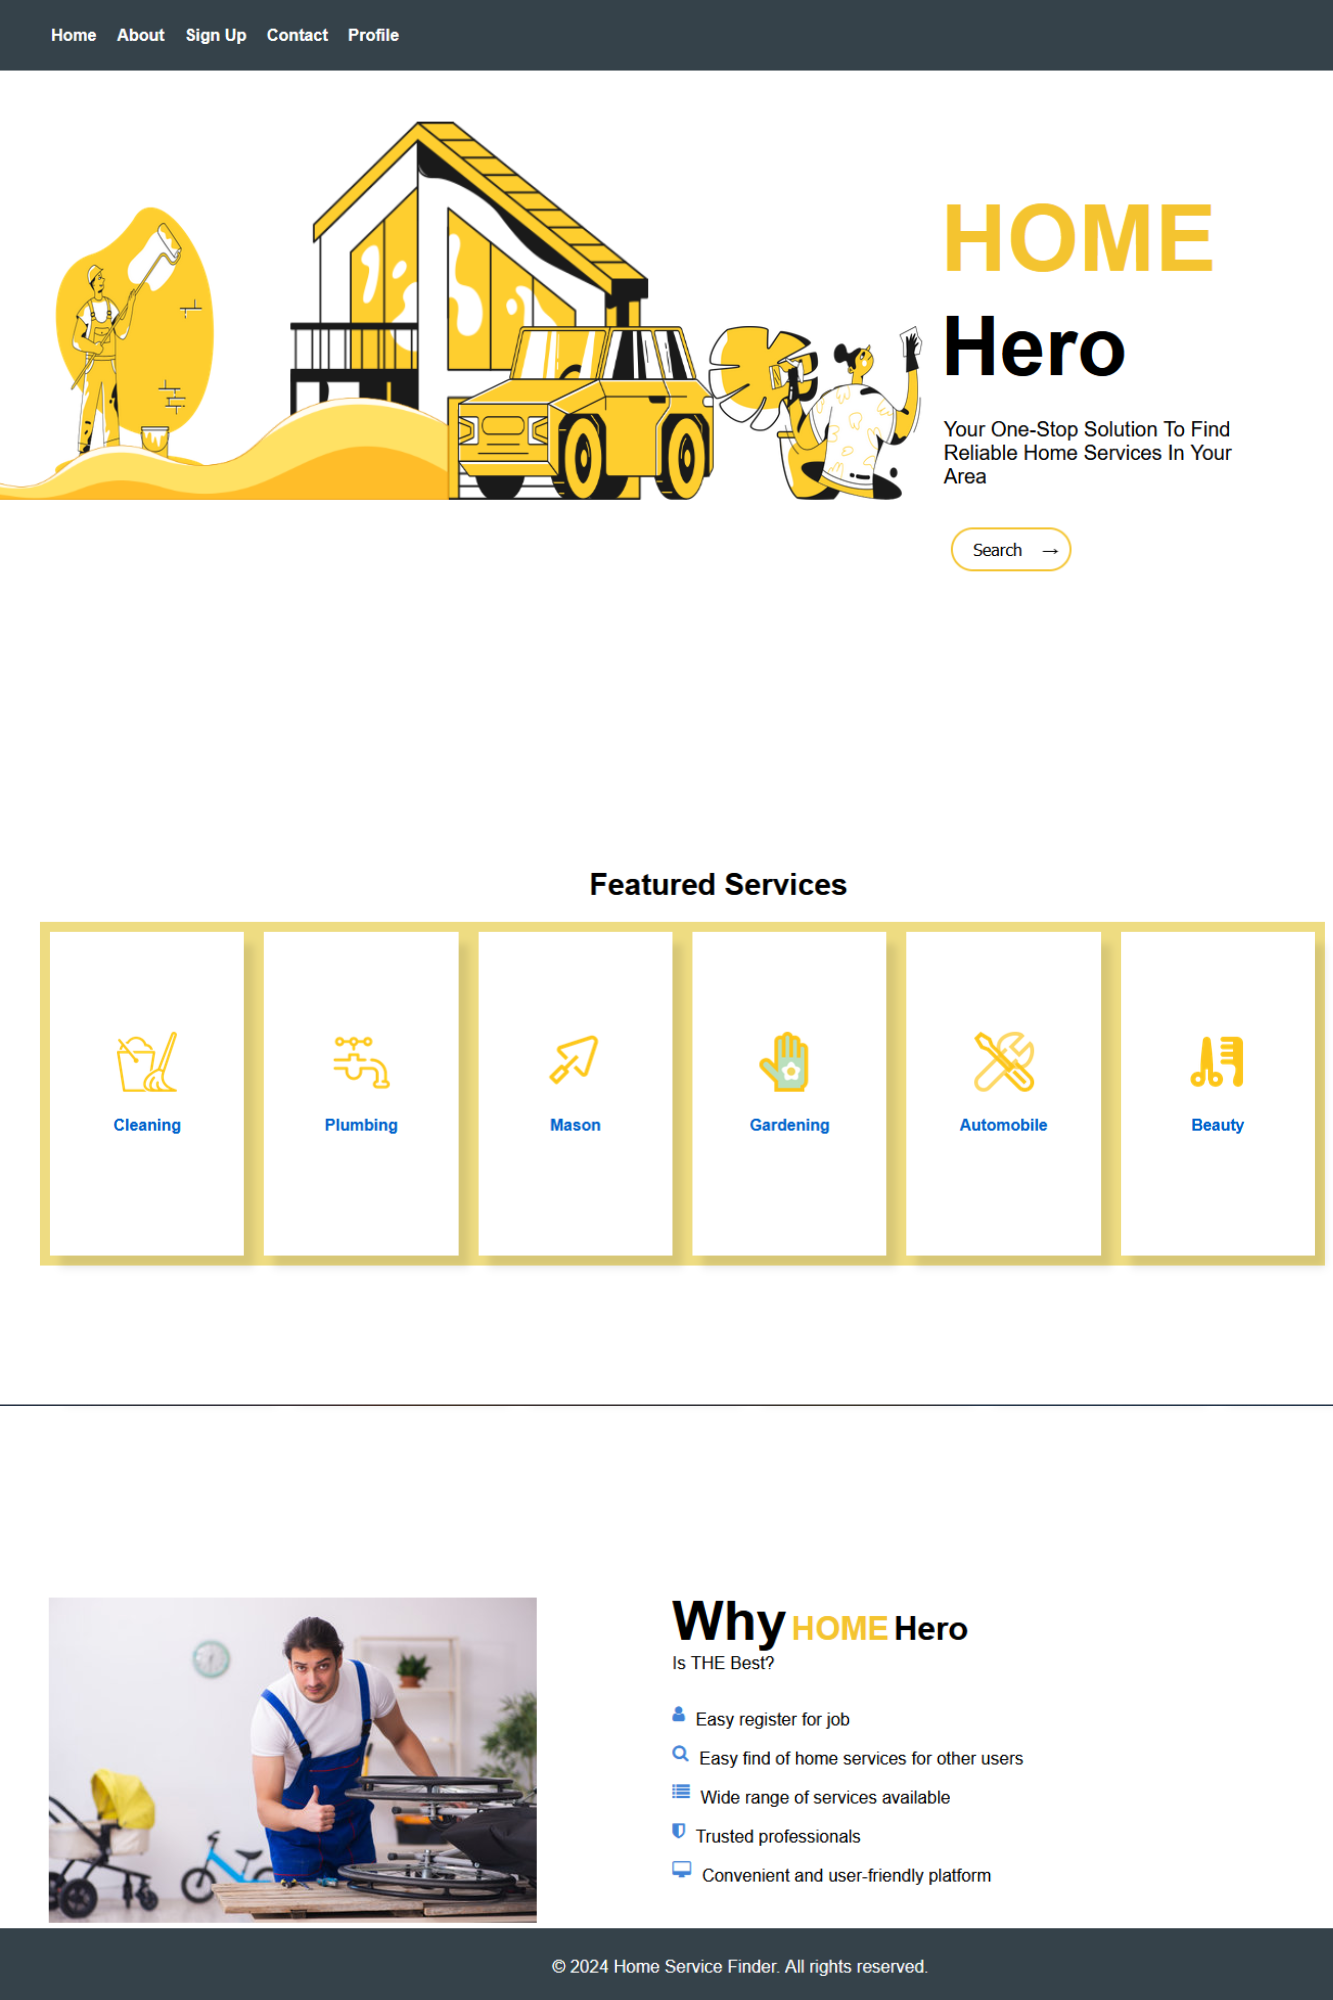 Home About Sign Up Contact Profile
HOME
Hero
Your One-Stop Solution To Find
Reliable Home Services In Your
Area
Search →
Featured Services
Cleaning
Plumbing
Mason
Gardening
Automobile
Beauty
Why HOME Hero
Is THE Best?
Easy register for job
Easy find of home services for other users
Wide range of services available
Trusted professionals
Convenient and user-friendly platform
© 2024 Home Service Finder. All rights reserved.